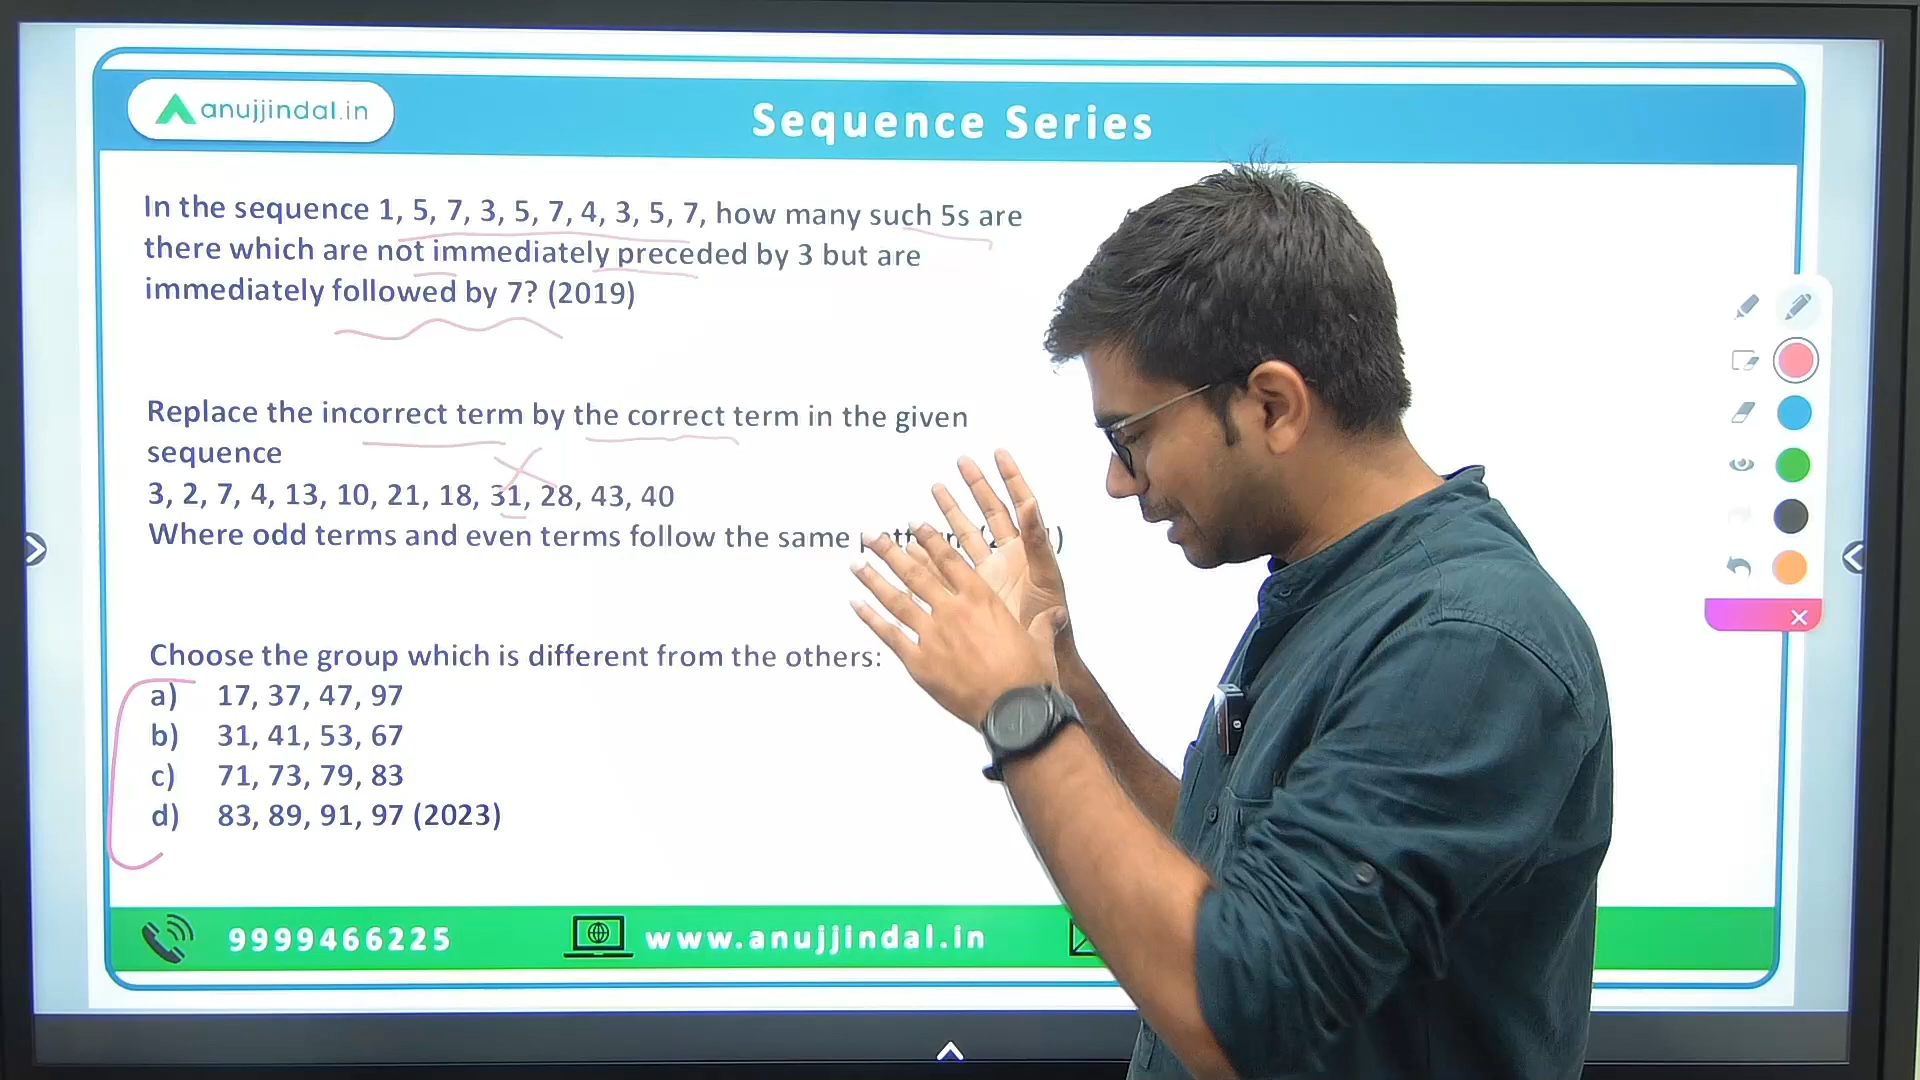 anujjindal.in
Sequence Series
In the sequence 1, 5, 7, 3, 5, 7, 4, 3, 5, 7, how many such 5s are
there which are not immediately preceded by 3 but are
immediately followed by 7? (2019)
Replace the incorrect term by the correct term in the given
sequence
3, 2, 7, 4, 13, 10, 21, 18, 31, 28, 43, 40
Where odd terms and even terms follow the same
Choose the group which is different from the others:
a) 17, 37, 47, 97
b) 31, 41, 53, 67
c) 71, 73, 79, 83
d) 83, 89, 91, 97 (2023)
9999466225
www.anujjindal.in